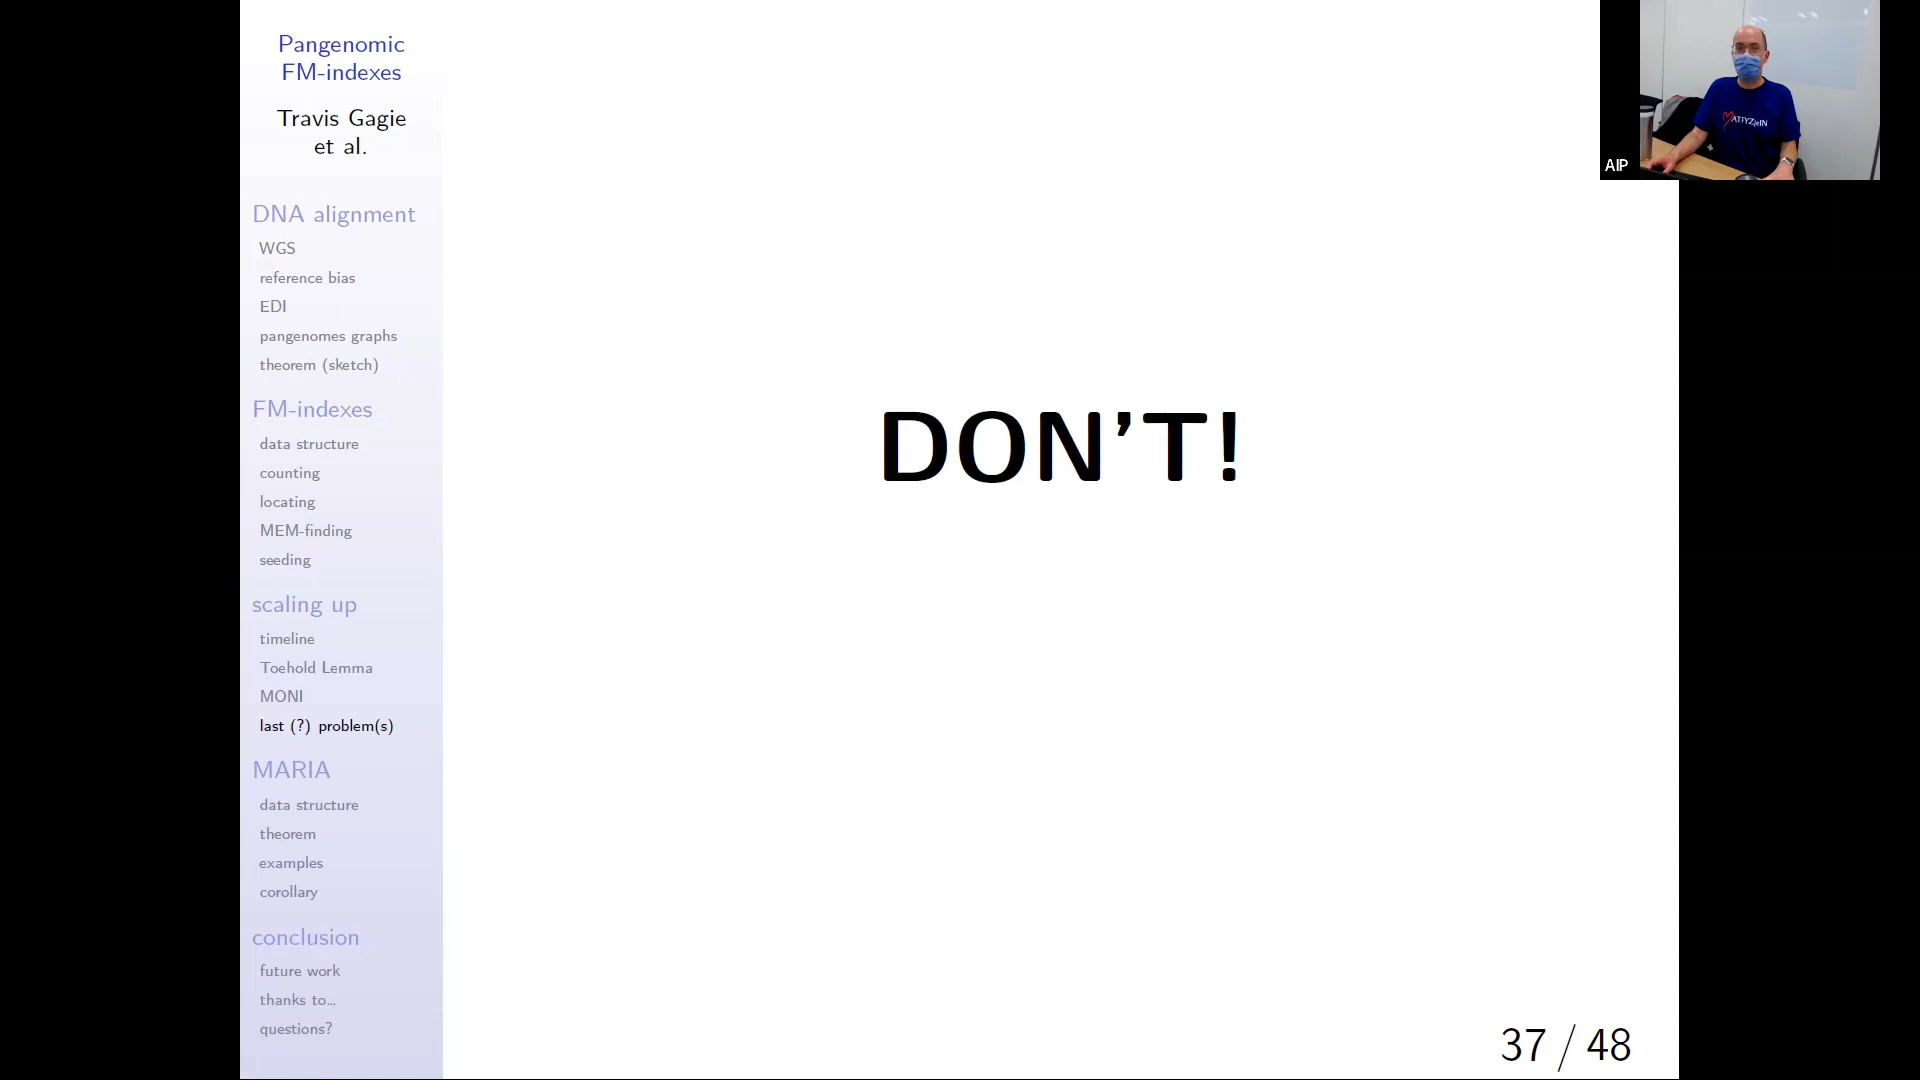 Pangenomic
FM-indexes
Travis Gagie
et al.
DNA alignment
WGS
reference bias
EDI
pangenomes graphs
theorem (sketch)
FM-indexes
data structure
counting
locating
MEM-finding
seeding
scaling up
timeline
Toehold Lemma
MONI
last (?) problem(s)
MARIA
data structure
theorem
examples
corollary
conclusion
future work
thanks to...
questions?
DON'T!
37 / 48
AIP